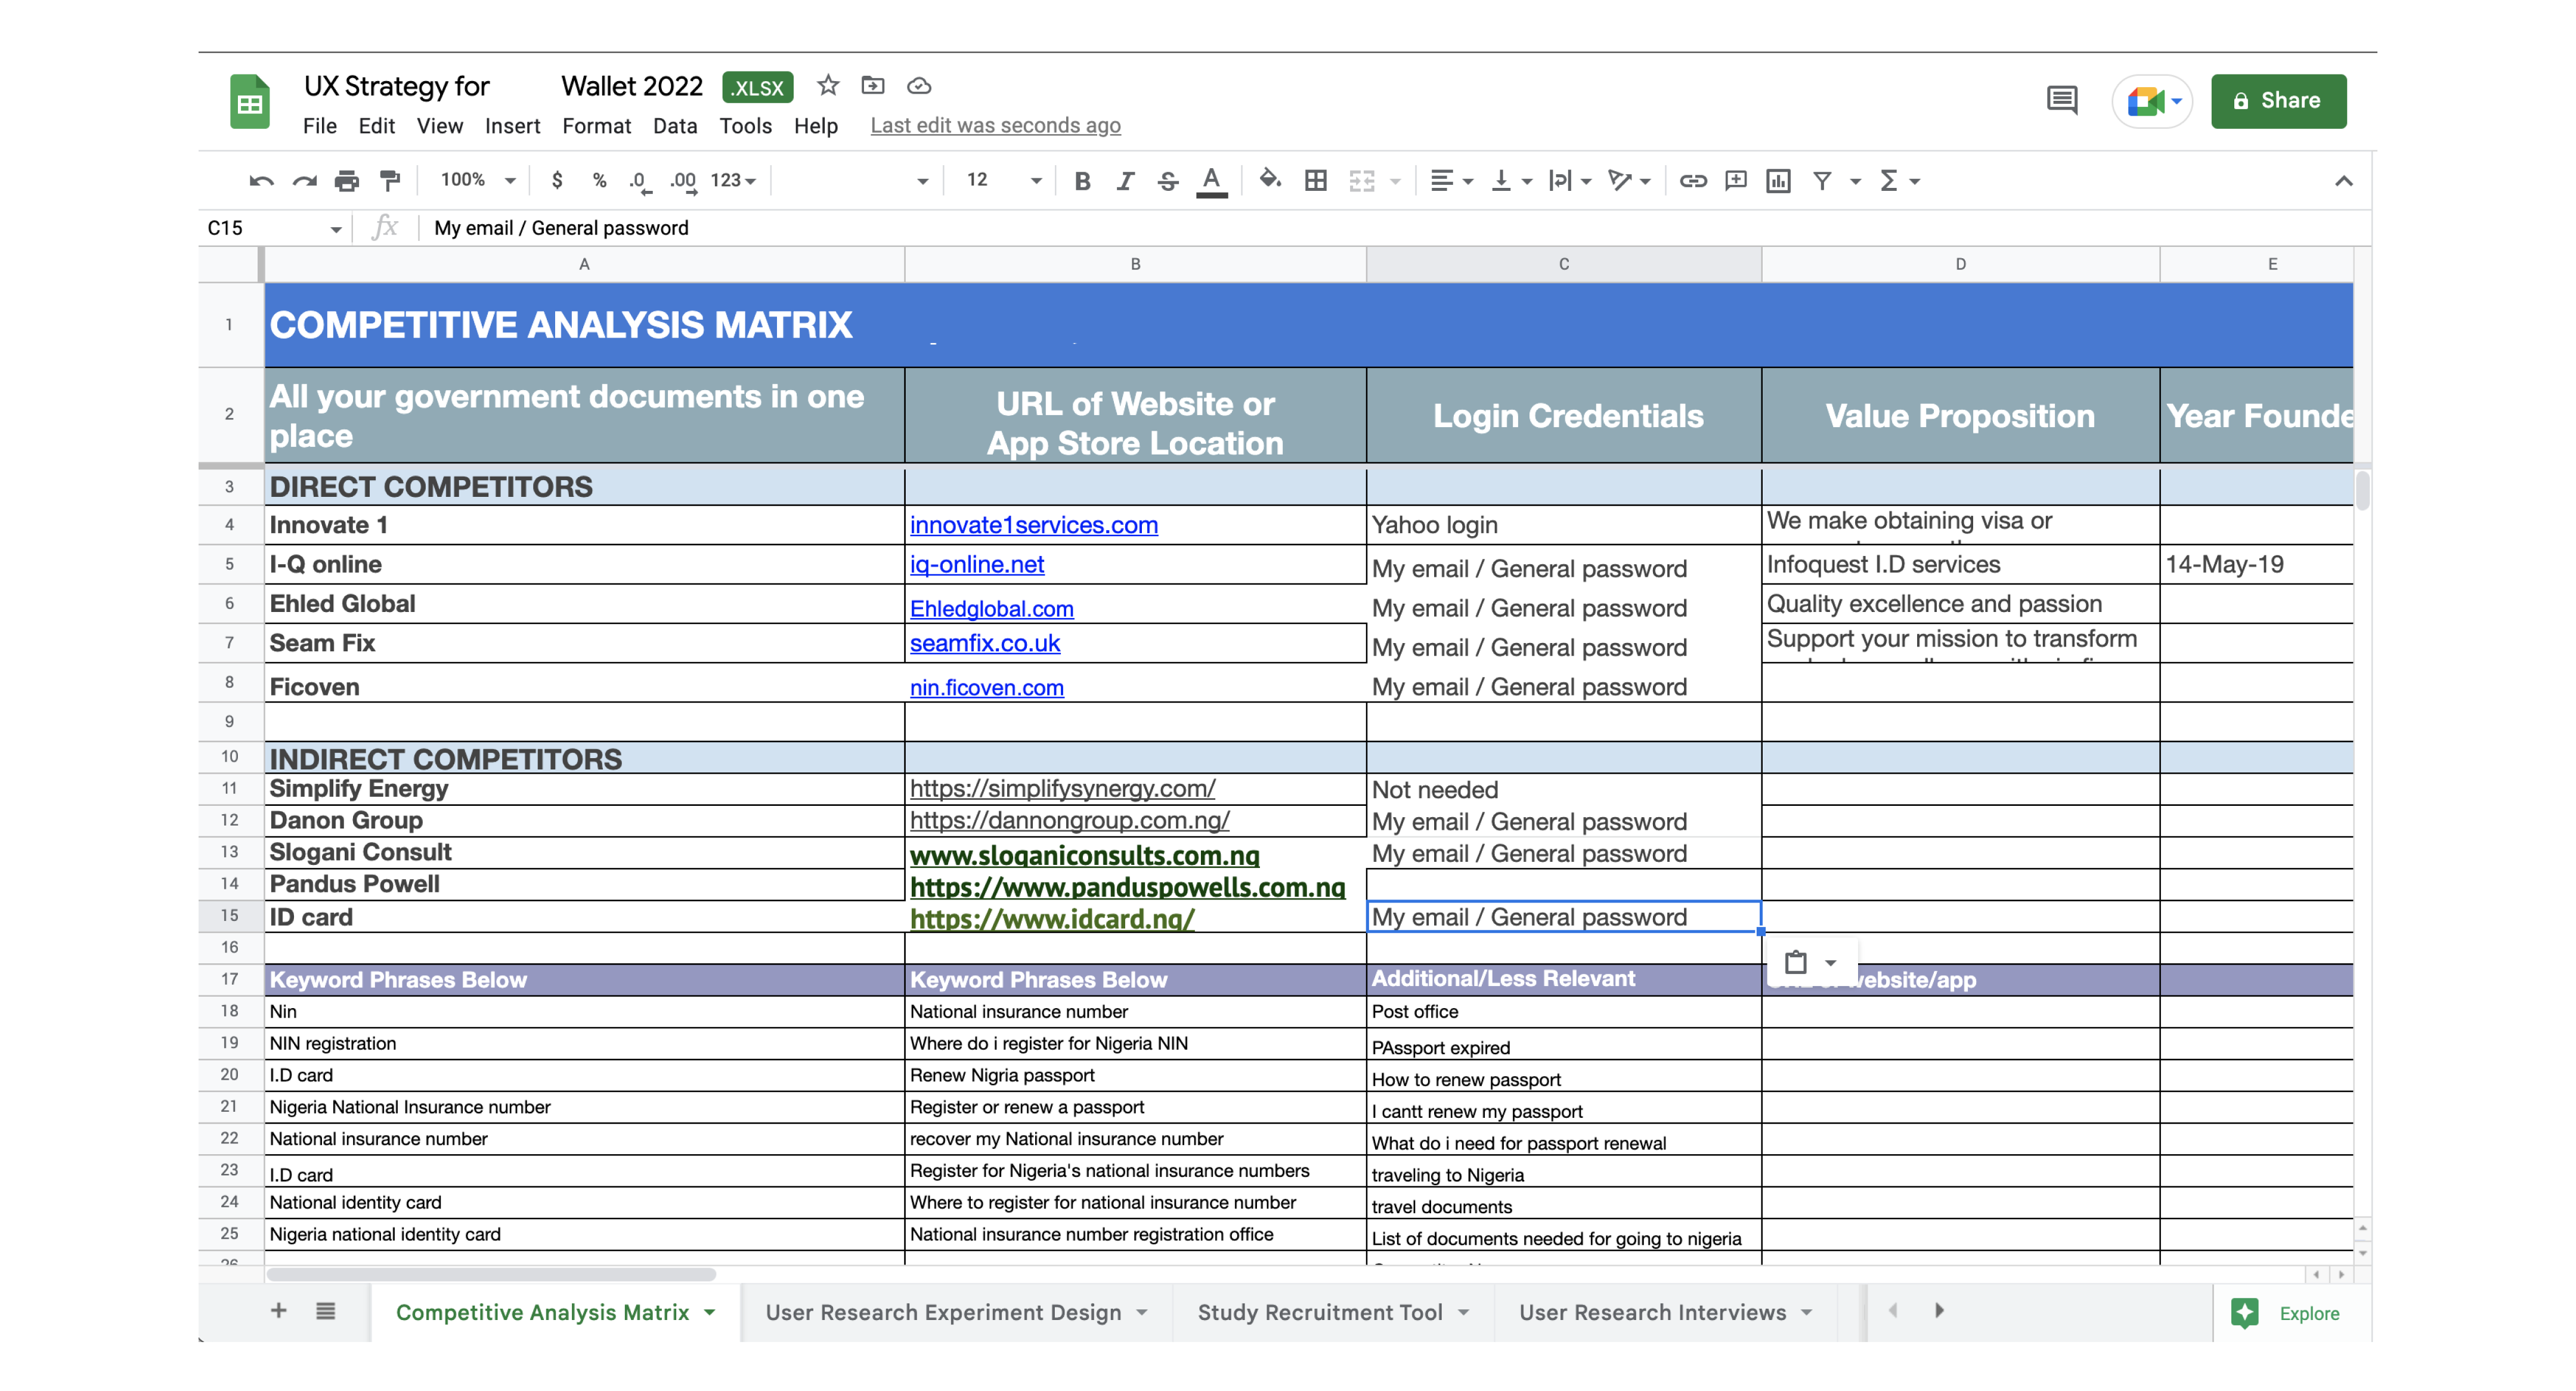 UX Strategy for Wallet 2022 .XLSX
File Edit View Insert Format Data Tools Help Last edit was seconds ago
Share
100% $ % .0 .00 123 12 B I S A
C15 fx My email / General password
A B C D E
1 COMPETITIVE ANALYSIS MATRIX
2 All your government documents in one place URL of Website or App Store Location Login Credentials Value Proposition Year Founde
3 DIRECT COMPETITORS
4 Innovate 1 innovate1services.com Yahoo login We make obtaining visa or
5 I-Q online iq-online.net My email / General password Infoquest I.D services 14-May-19
6 Ehled Global Ehledglobal.com My email / General password Quality excellence and passion
7 Seam Fix seamfix.co.uk My email / General password Support your mission to transform
8 Ficoven nin.ficoven.com My email / General password
9
10 INDIRECT COMPETITORS
11 Simplify Energy https://simplifysynergy.com/ Not needed
12 Danon Group https://dannongroup.com.ng/ My email / General password
13 Slogani Consult www.sloganiconsults.com.ng My email / General password
14 Pandus Powell https://www.panduspowells.com.ng
15 ID card https://www.idcard.ng/ My email / General password
16
17 Keyword Phrases Below Keyword Phrases Below Additional/Less Relevant website/app
18 Nin National insurance number Post office
19 NIN registration Where do i register for Nigeria NIN PAssport expired
20 I.D card Renew Nigria passport How to renew passport
21 Nigeria National Insurance number Register or renew a passport I cantt renew my passport
22 National insurance number recover my National insurance number What do i need for passport renewal
23 I.D card Register for Nigeria's national insurance numbers traveling to Nigeria
24 National identity card Where to register for national insurance number travel documents
25 Nigeria national identity card National insurance number registration office List of documents needed for going to nigeria
26
Competitive Analysis Matrix User Research Experiment Design Study Recruitment Tool User Research Interviews Explore